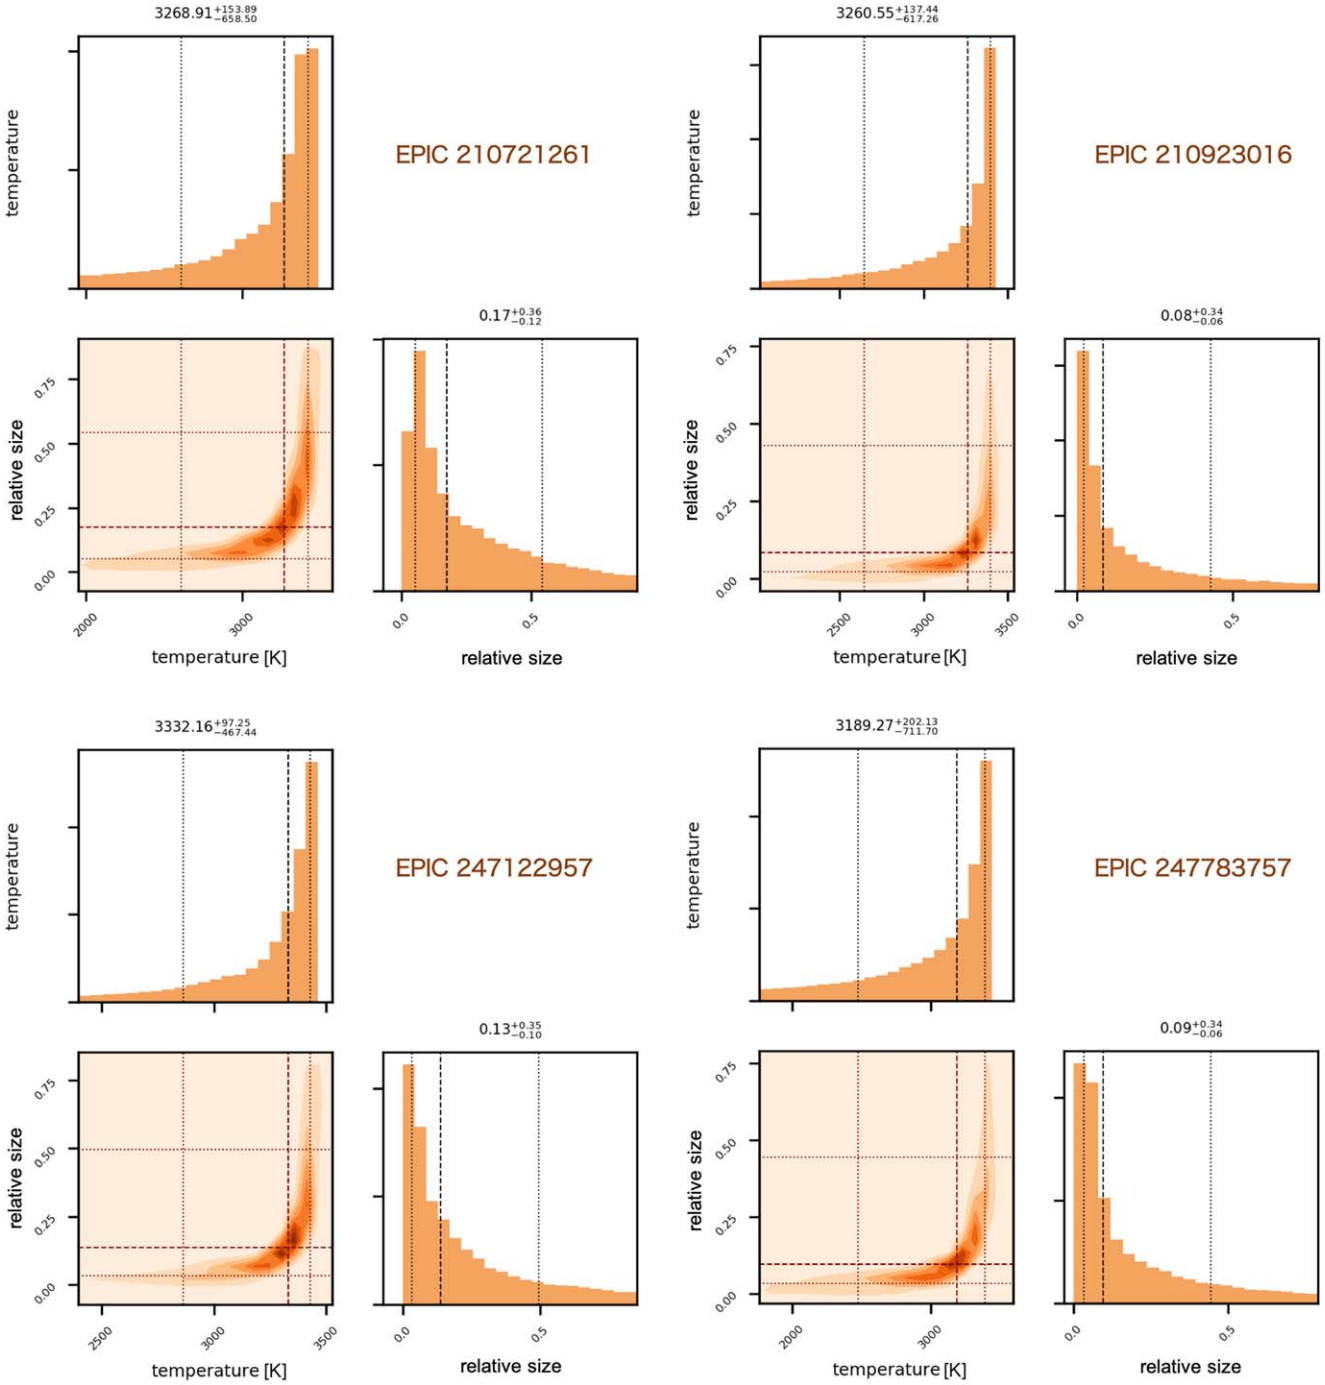 3268.91+153.89−658.50
temperature
EPIC 210721261
0.17+0.36−0.12
relative size
0.75
0.50
0.25
0.00
2000
3000
temperature [K]
0.0
0.5
relative size
3260.55+137.44−617.26
temperature
EPIC 210923016
0.08+0.34−0.06
relative size
0.75
0.50
0.25
0.00
2500
3000
3500
temperature [K]
0.0
0.5
relative size
3332.16+97.25−467.44
temperature
EPIC 247122957
0.13+0.35−0.10
relative size
0.75
0.50
0.25
0.00
2500
3000
3500
temperature [K]
0.0
0.5
relative size
3189.27+202.13−711.70
temperature
EPIC 247783757
0.09+0.34−0.06
relative size
0.75
0.50
0.25
0.00
2000
3000
temperature [K]
0.0
0.5
relative size